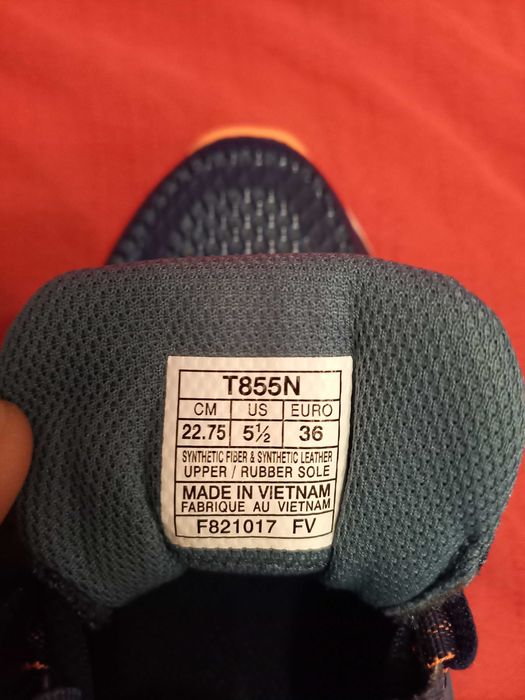 T855N
CM US EURO
22.75 5½ 36
SYNTHETIC FIBER & SYNTHETIC LEATHER
UPPER / RUBBER SOLE
MADE IN VIETNAM
FABRIQUE AU VIETNAM
F821017 FV